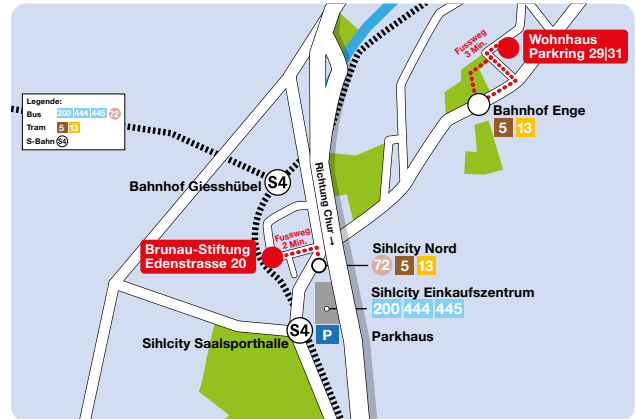 Fussweg
3 Min.
Wohnhaus
Parkring 29|31
Legende:
Bus 200 444 445 72
Tram 5 13
S-Bahn S4
Bahnhof Enge
5 13
Bahnhof Giesshübel S4
Richtung Chur →
Fussweg
2 Min.
Brunau-Stiftung
Edenstrasse 20
Sihlcity Nord
72 5 13
Sihlcity Einkaufszentrum
200 444 445
S4
P Parkhaus
Sihlcity Saalsporthalle